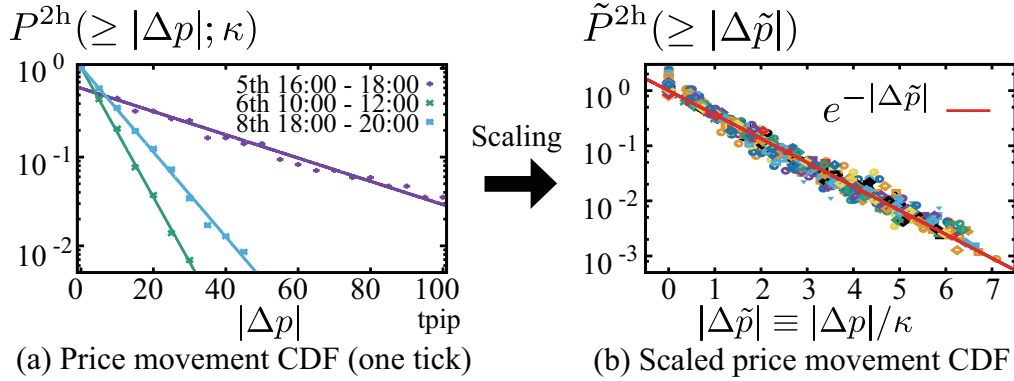 P^{2h}(≥ |Δp|; κ)
10^0
10^{-1}
10^{-2}
5th 16:00 - 18:00
6th 10:00 - 12:00
8th 18:00 - 20:00
0 20 40 60 80 100
|Δp|
tpip
(a) Price movement CDF (one tick)
Scaling
P̃^{2h}(≥ |Δp̃|)
10^0
10^{-1}
10^{-2}
10^{-3}
e^{-|Δp̃|}
0 1 2 3 4 5 6 7
|Δp̃| ≡ |Δp|/κ
(b) Scaled price movement CDF